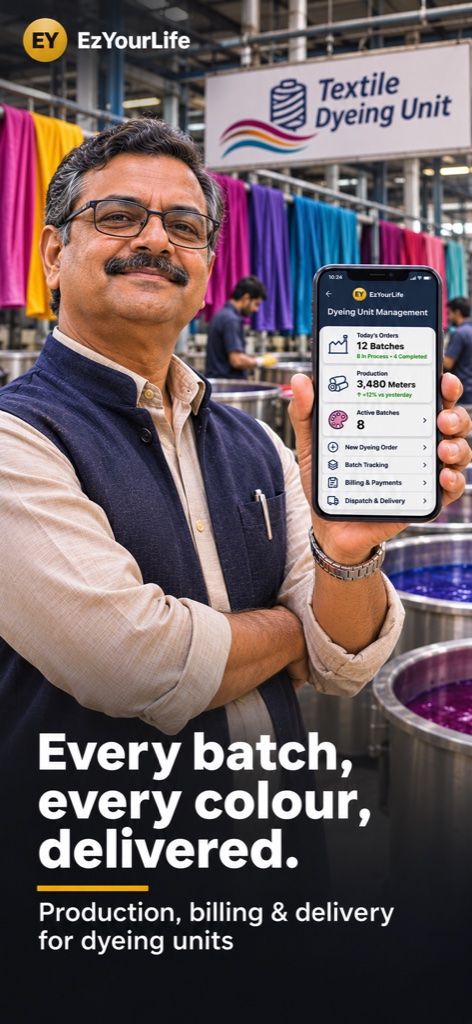 EY EzYourLife
Textile
Dyeing Unit
10:24
EY EzYourLife
Dyeing Unit Management
Today's Orders
12 Batches
8 In Process • 4 Completed
Production
3,480 Meters
↑ +12% vs yesterday
Active Batches
8
New Dyeing Order
Batch Tracking
Billing & Payments
Dispatch & Delivery
Every batch,
every colour,
delivered.
Production, billing & delivery
for dyeing units